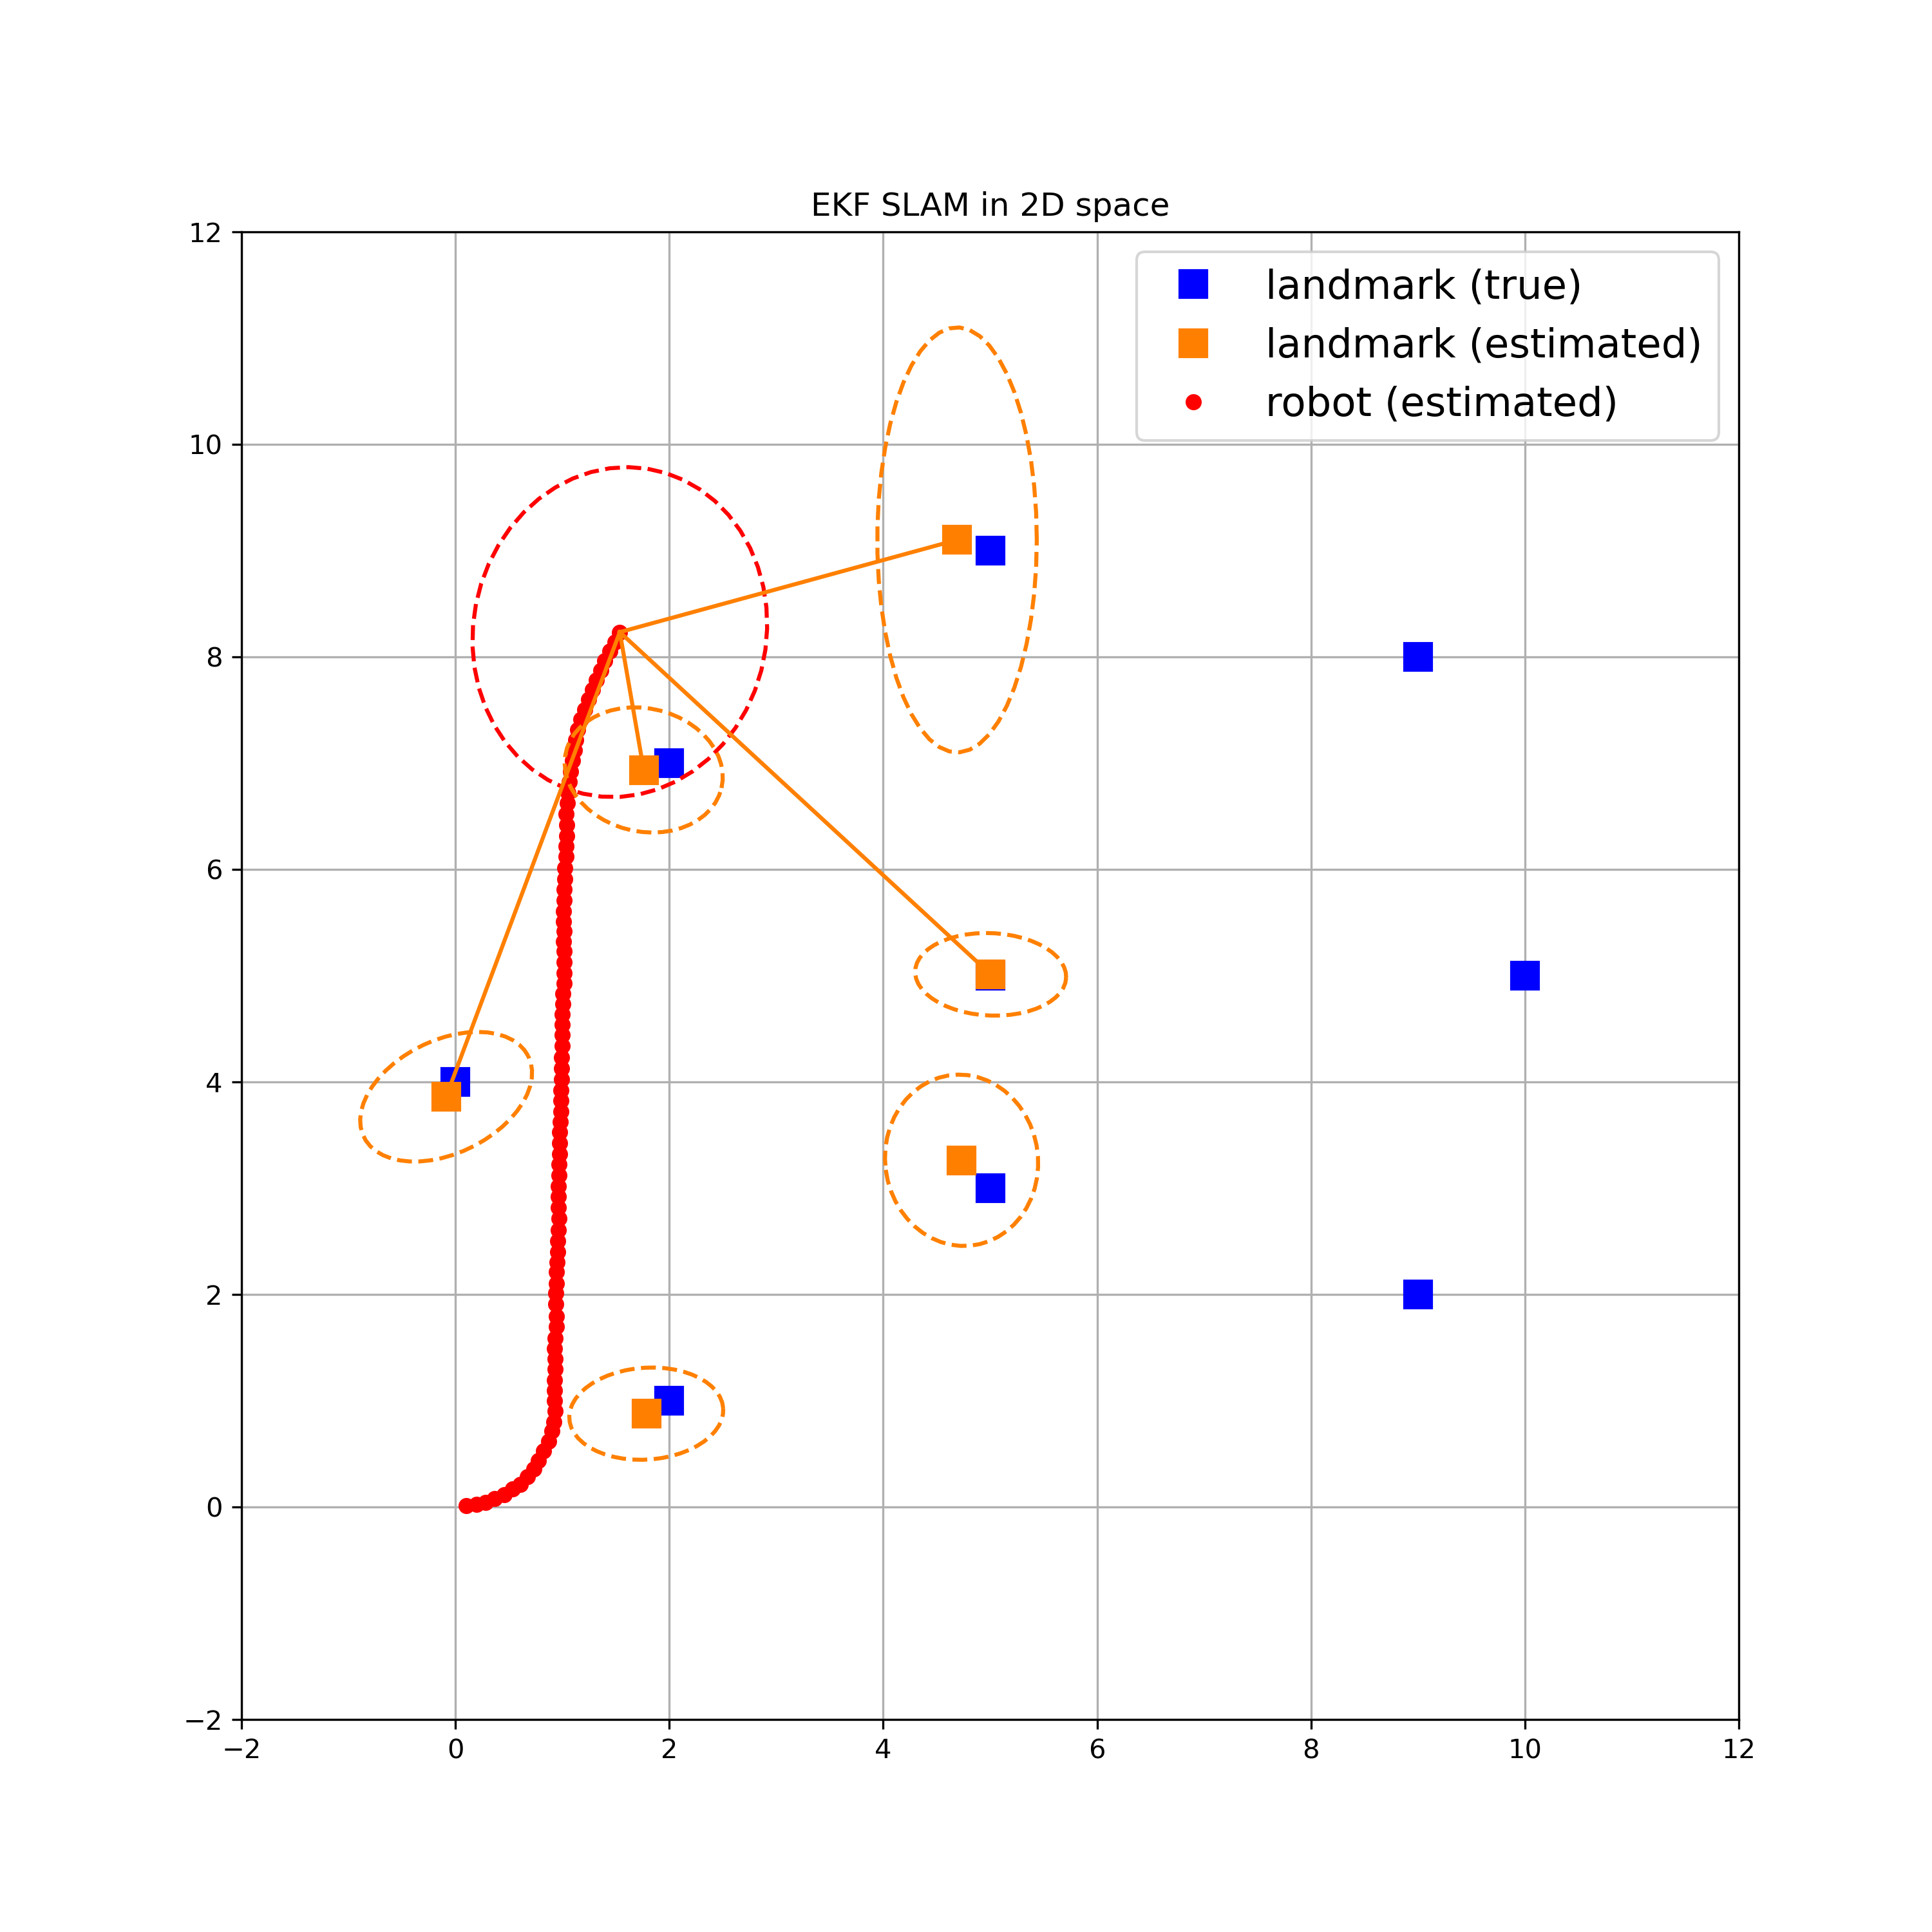 EKF SLAM in 2D space
landmark (true)
landmark (estimated)
robot (estimated)
12
10
8
6
4
2
0
−2
−2 0 2 4 6 8 10 12